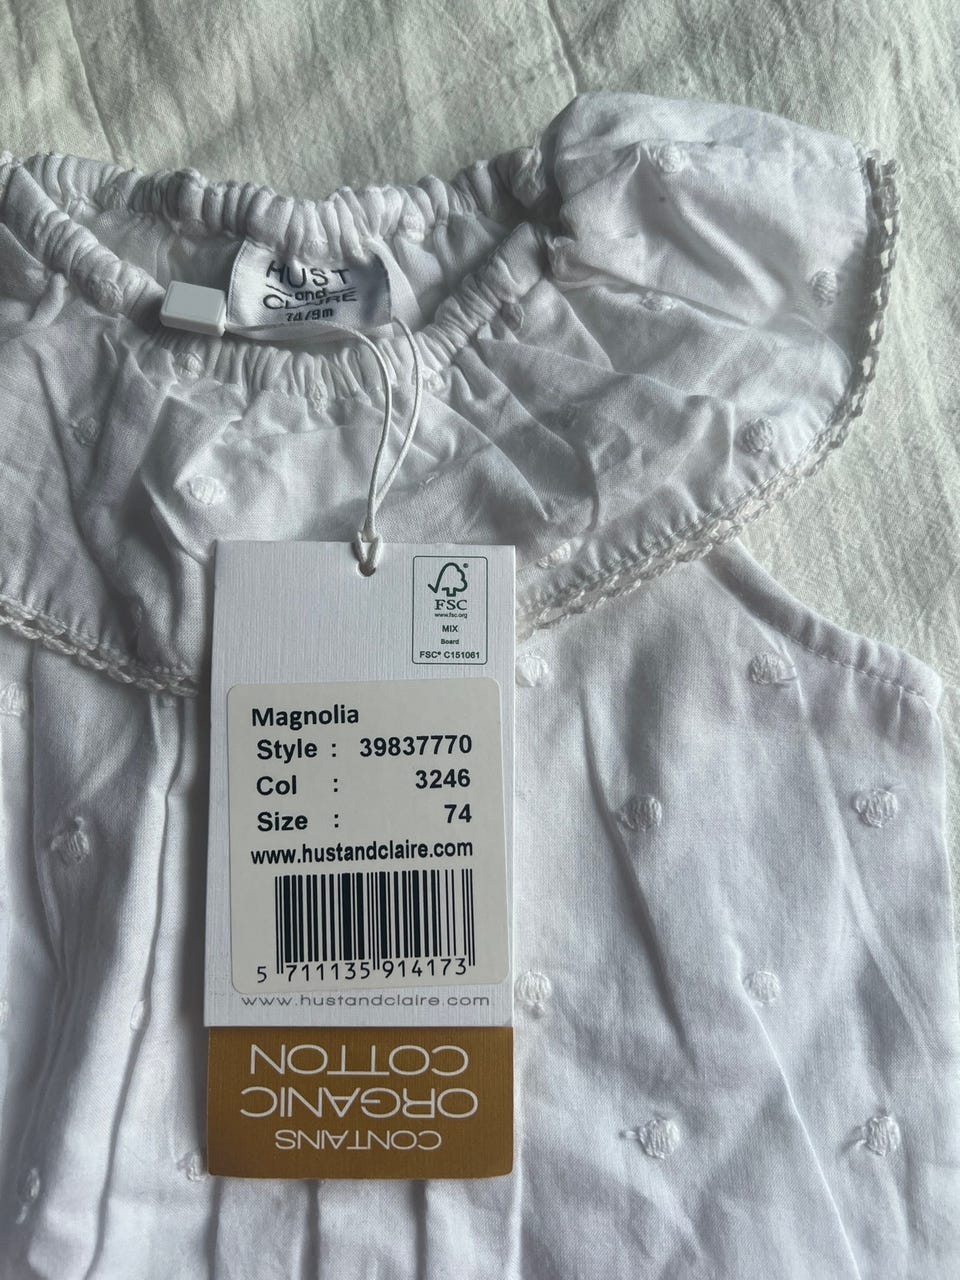 HUST
and
CLAIRE
74/9m
FSC
www.fsc.org
MIX
Board
FSC® C151061
Magnolia
Style : 39837770
Col : 3246
Size : 74
www.hustandclaire.com
5 711135 914173
www.hustandclaire.com
CONTAINS
ORGANIC
COTTON